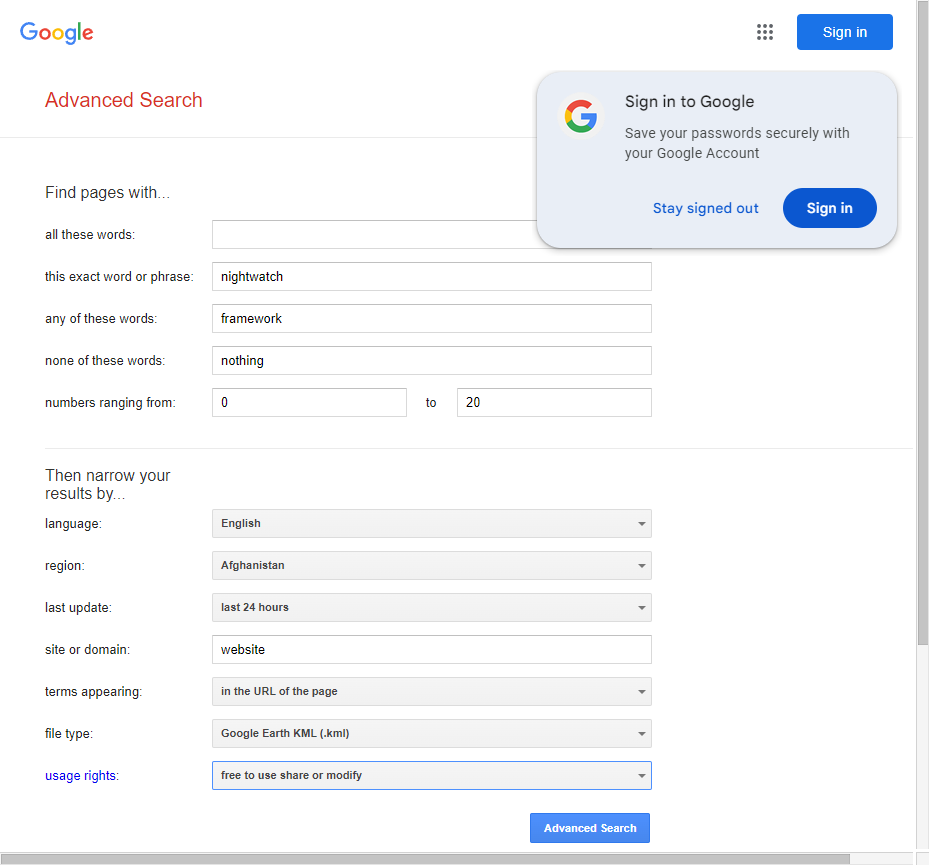 Google
Sign in
Advanced Search
Sign in to Google
Save your passwords securely with
your Google Account
Stay signed out
Sign in
Find pages with...
all these words:
this exact word or phrase: nightwatch
any of these words: framework
none of these words: nothing
numbers ranging from: 0 to 20
Then narrow your
results by...
language: English
region: Afghanistan
last update: last 24 hours
site or domain: website
terms appearing: in the URL of the page
file type: Google Earth KML (.kml)
usage rights: free to use share or modify
Advanced Search